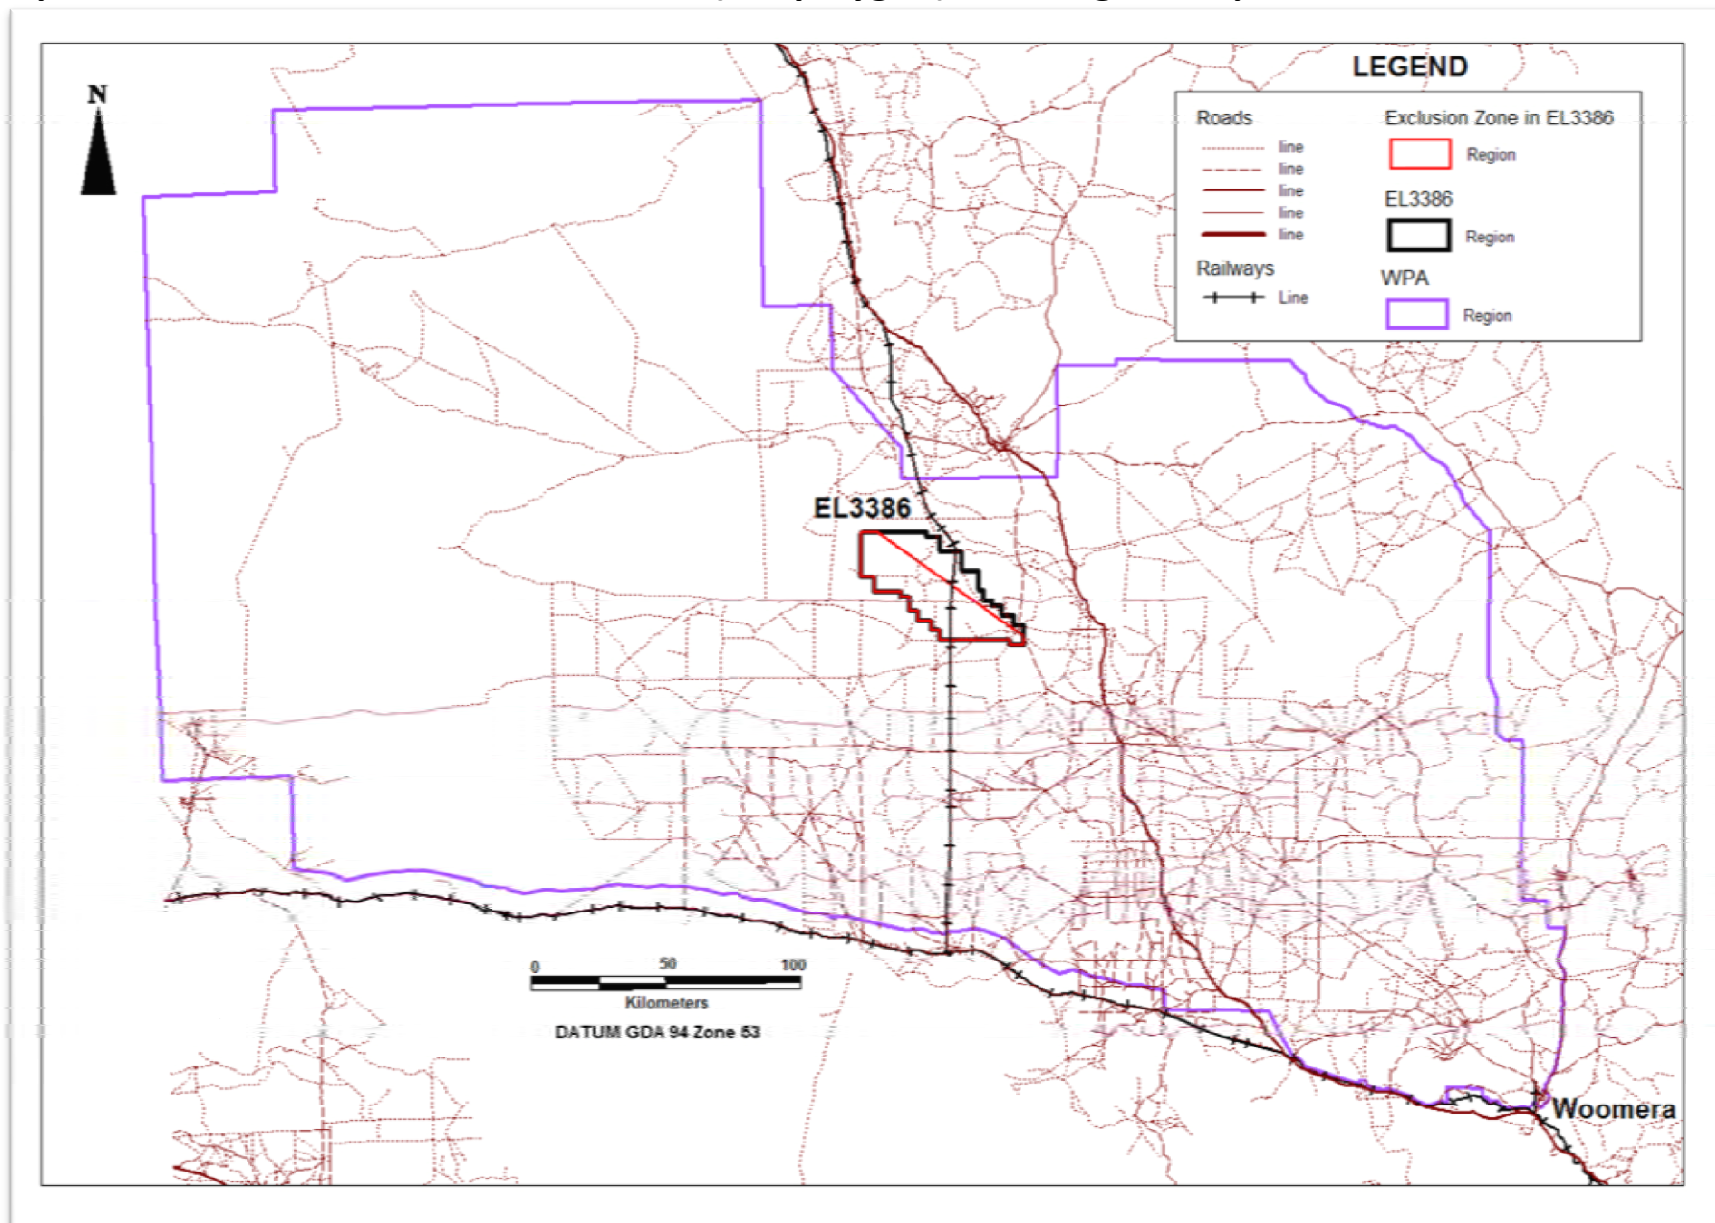 N
LEGEND
Roads
line
line
line
line
line
Railways
Line
Exclusion Zone in EL3386
Region
EL3386
Region
WPA
Region
EL3386
0 50 100
Kilometers
DATUM GDA 94 Zone 53
Woomera